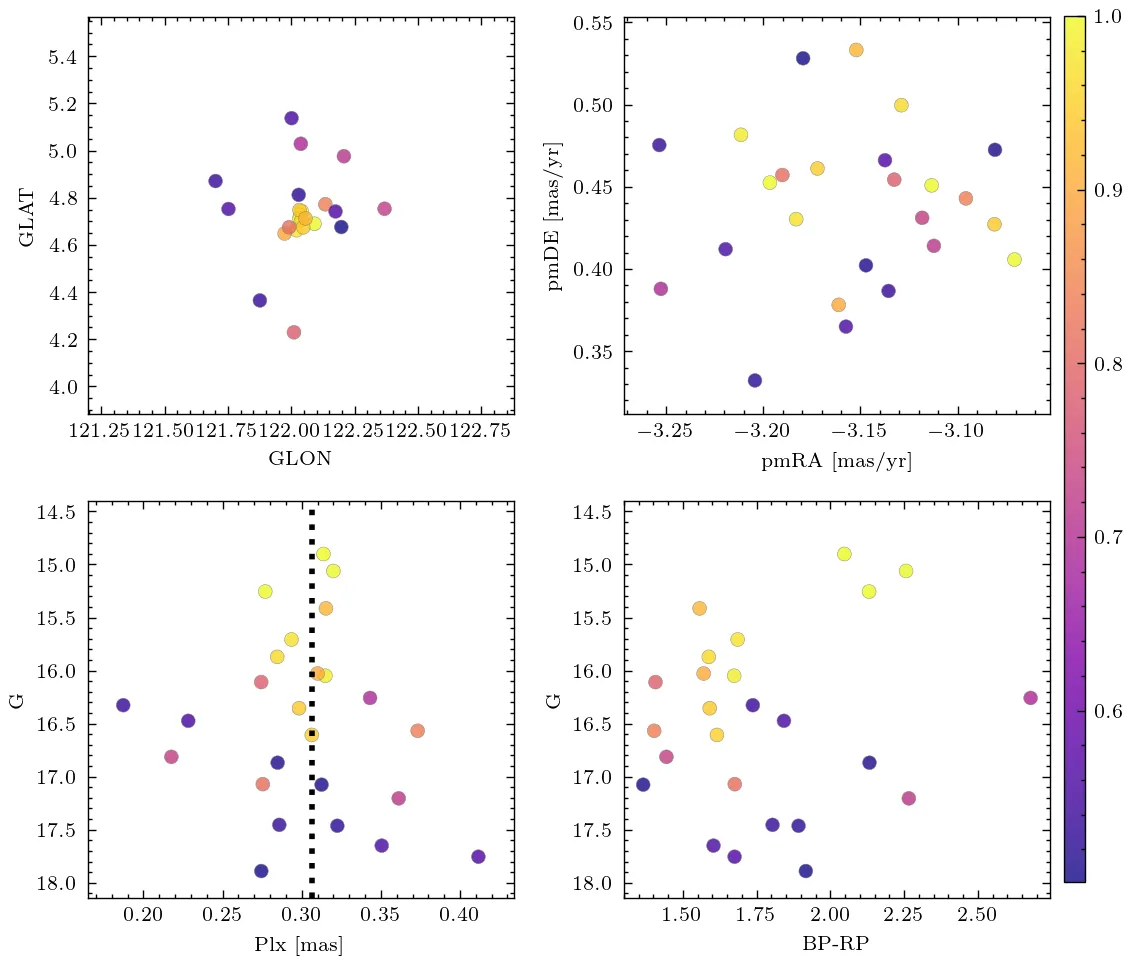 5.4
5.2
5.0
4.8
4.6
4.4
4.2
4.0
GLAT
121.25 121.50 121.75 122.00 122.25 122.50 122.75
GLON
0.55
0.50
0.45
0.40
0.35
pmDE [mas/yr]
−3.25 −3.20 −3.15 −3.10
pmRA [mas/yr]
1.0
0.9
0.8
0.7
0.6
14.5
15.0
15.5
16.0
16.5
17.0
17.5
18.0
G
0.20 0.25 0.30 0.35 0.40
Plx [mas]
14.5
15.0
15.5
16.0
16.5
17.0
17.5
18.0
G
1.50 1.75 2.00 2.25 2.50
BP-RP